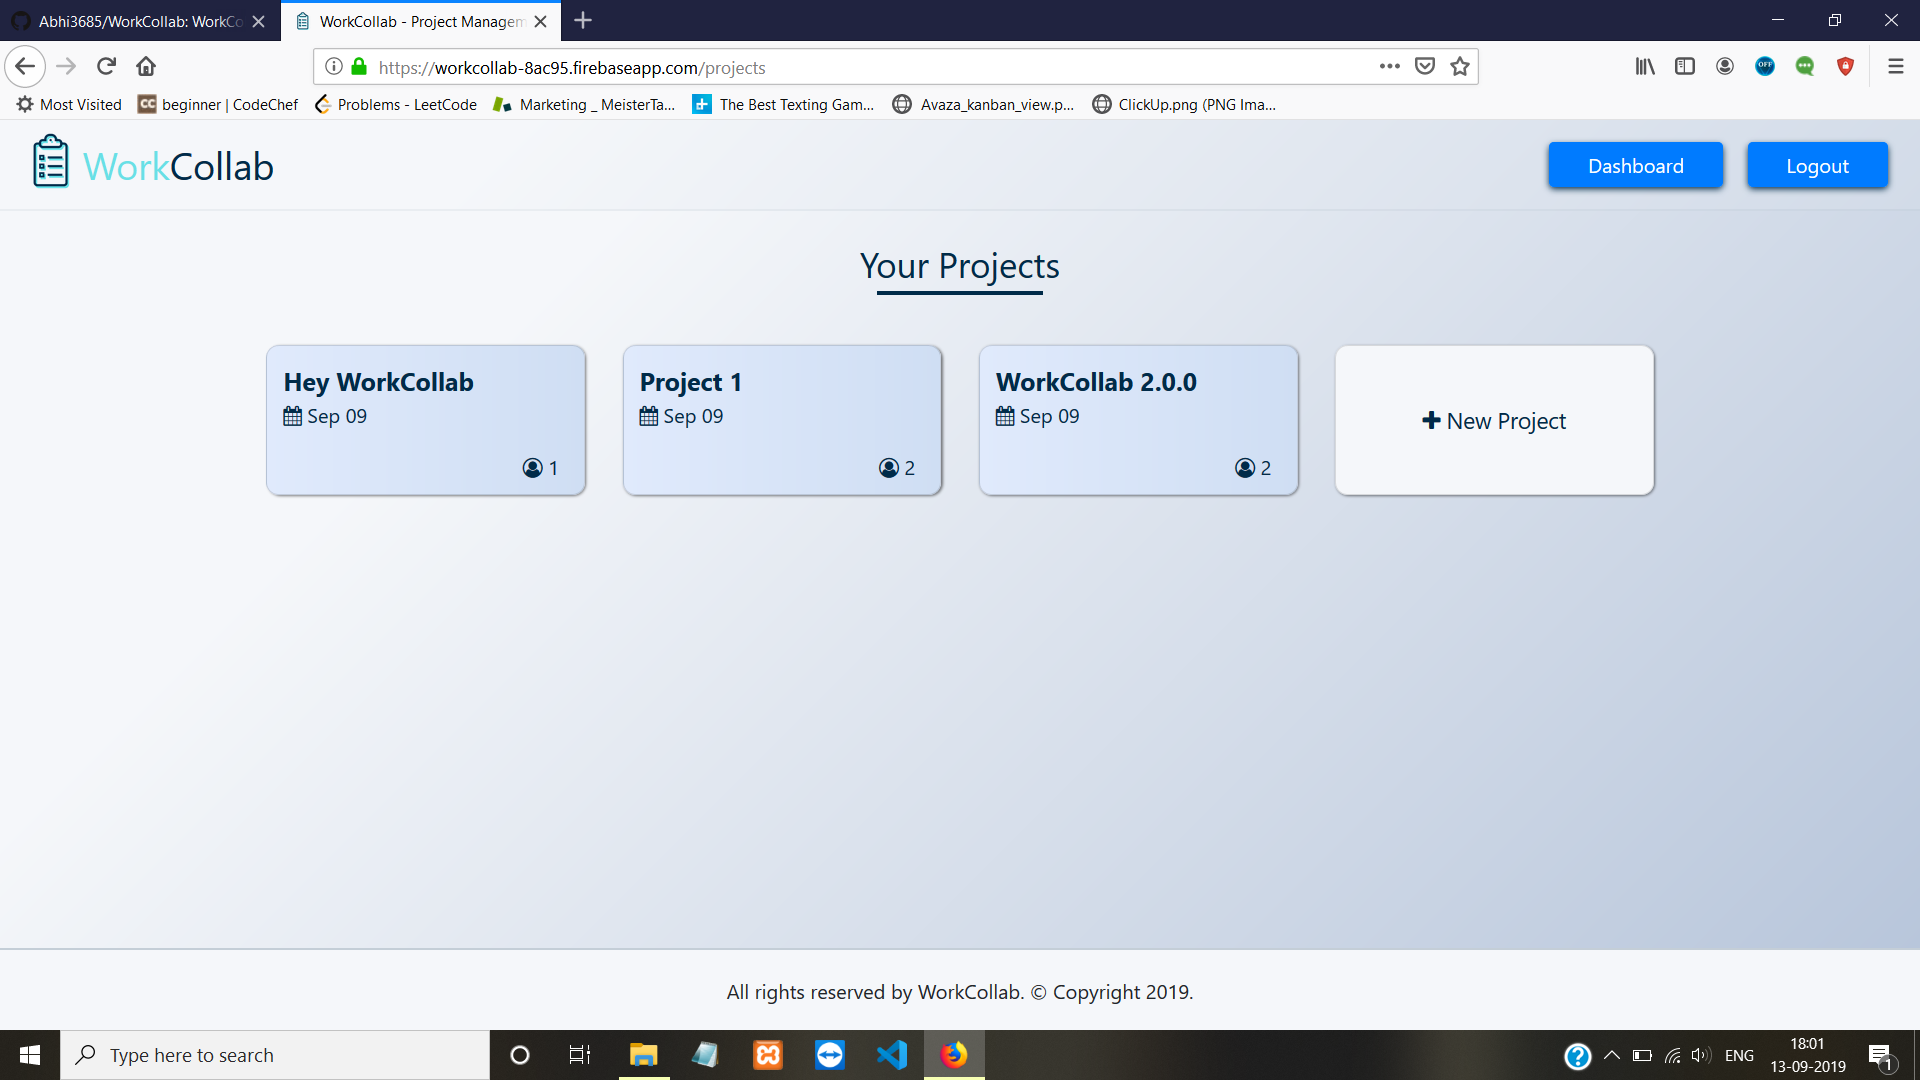 Abhi3685/WorkCollab: WorkCo
WorkCollab - Project Managem
https://workcollab-8ac95.firebaseapp.com/projects
OFF
Most Visited
CC beginner | CodeChef
Problems - LeetCode
Marketing _ MeisterTa...
The Best Texting Gam...
Avaza_kanban_view.p...
ClickUp.png (PNG Ima...
WorkCollab
Dashboard
Logout
Your Projects
Hey WorkCollab
Sep 09
1
Project 1
Sep 09
2
WorkCollab 2.0.0
Sep 09
2
New Project
All rights reserved by WorkCollab. © Copyright 2019.
Type here to search
ENG
18:01
13-09-2019
1